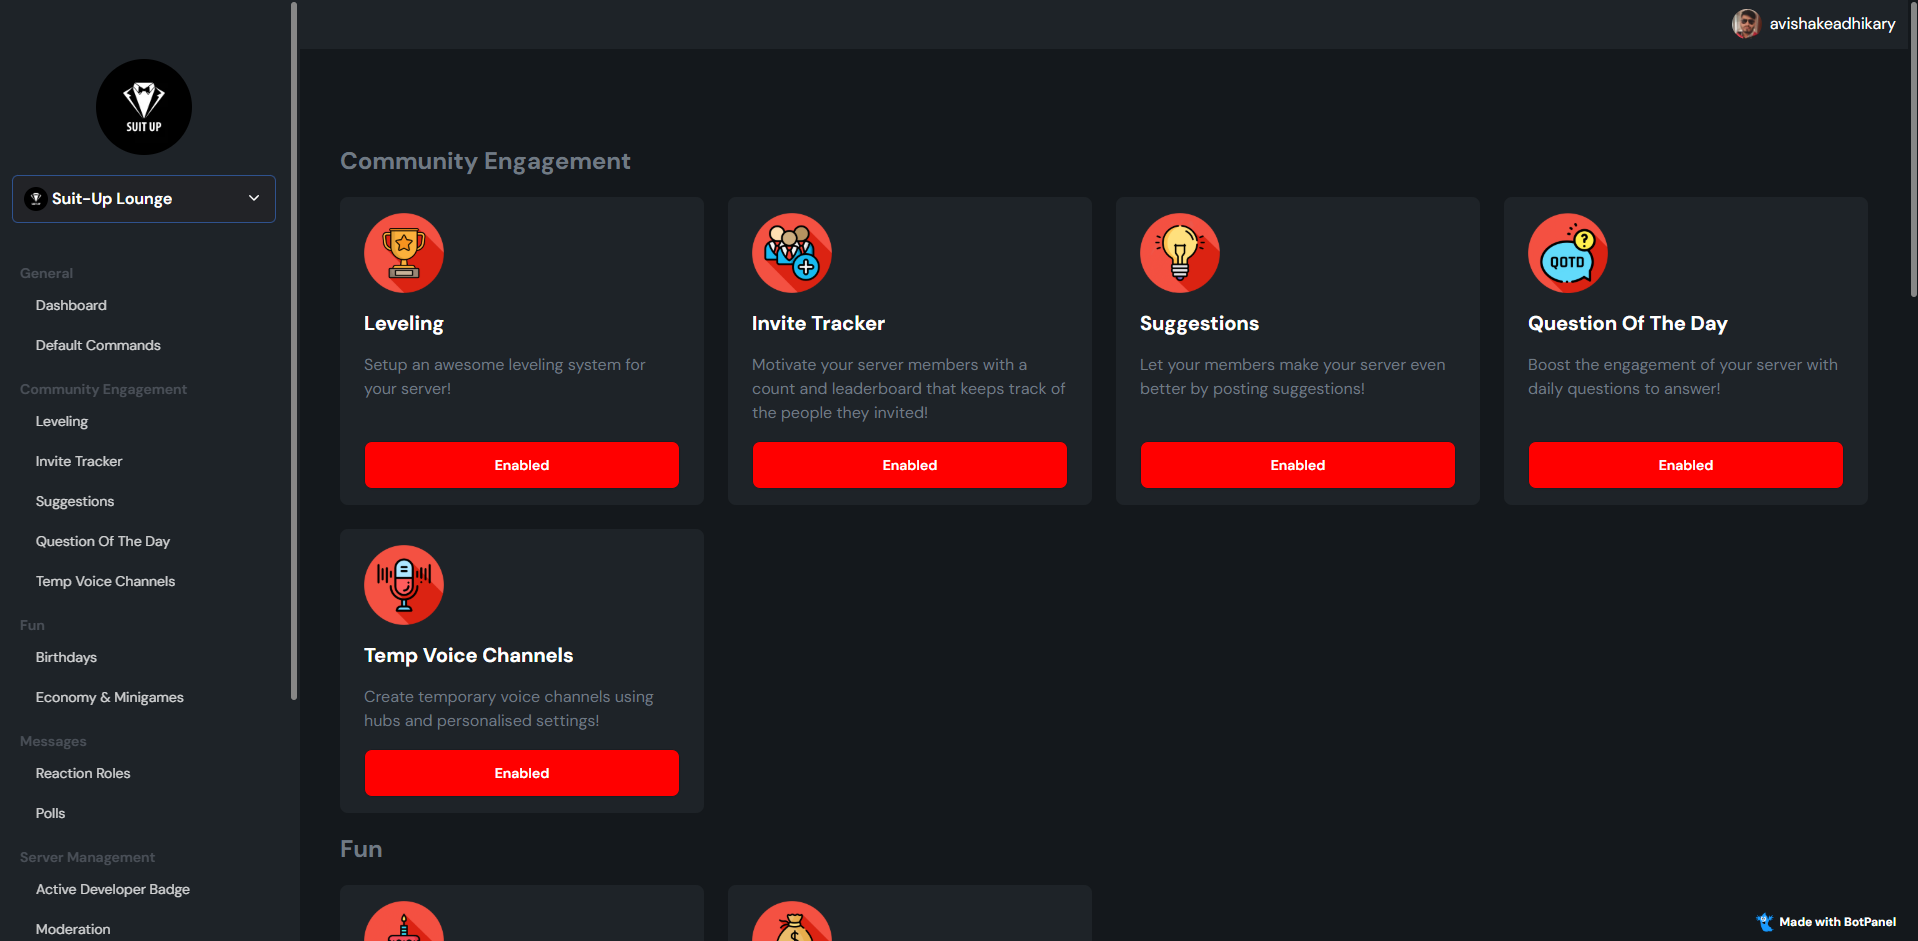 avishakeadhikary
SUIT UP
Suit-Up Lounge
General
Dashboard
Default Commands
Community Engagement
Leveling
Invite Tracker
Suggestions
Question Of The Day
Temp Voice Channels
Fun
Birthdays
Economy & Minigames
Messages
Reaction Roles
Polls
Server Management
Active Developer Badge
Moderation
Community Engagement
Leveling
Setup an awesome leveling system for
your server!
Enabled
Invite Tracker
Motivate your server members with a
count and leaderboard that keeps track of
the people they invited!
Enabled
Suggestions
Let your members make your server even
better by posting suggestions!
Enabled
?
QOTD
Question Of The Day
Boost the engagement of your server with
daily questions to answer!
Enabled
Temp Voice Channels
Create temporary voice channels using
hubs and personalised settings!
Enabled
Fun
$
Made with BotPanel